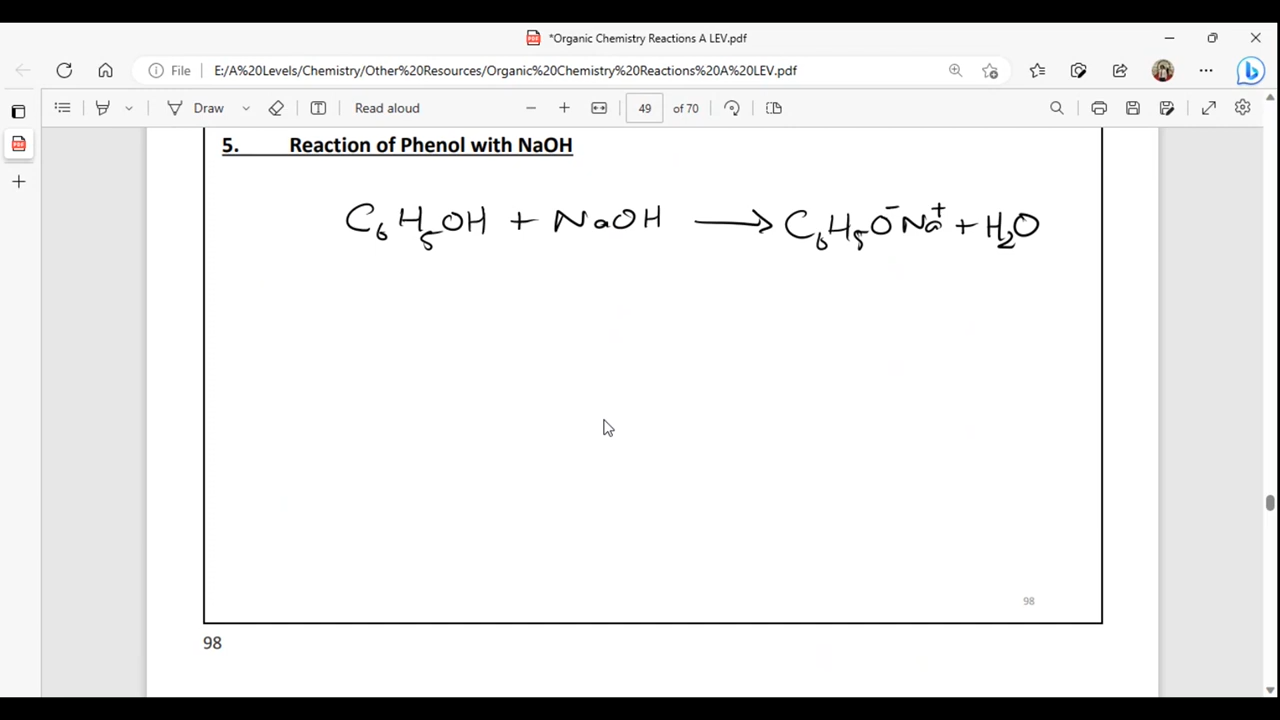 *Organic Chemistry Reactions A LEV.pdf
File E:/A%20Levels/Chemistry/Other%20Resources/Organic%20Chemistry%20Reactions%20A%20LEV.pdf
Draw Read aloud 49 of 70
5. Reaction of Phenol with NaOH
C₆H₅OH + NaOH ⟶ C₆H₅O⁻Na⁺ + H₂O
98
98